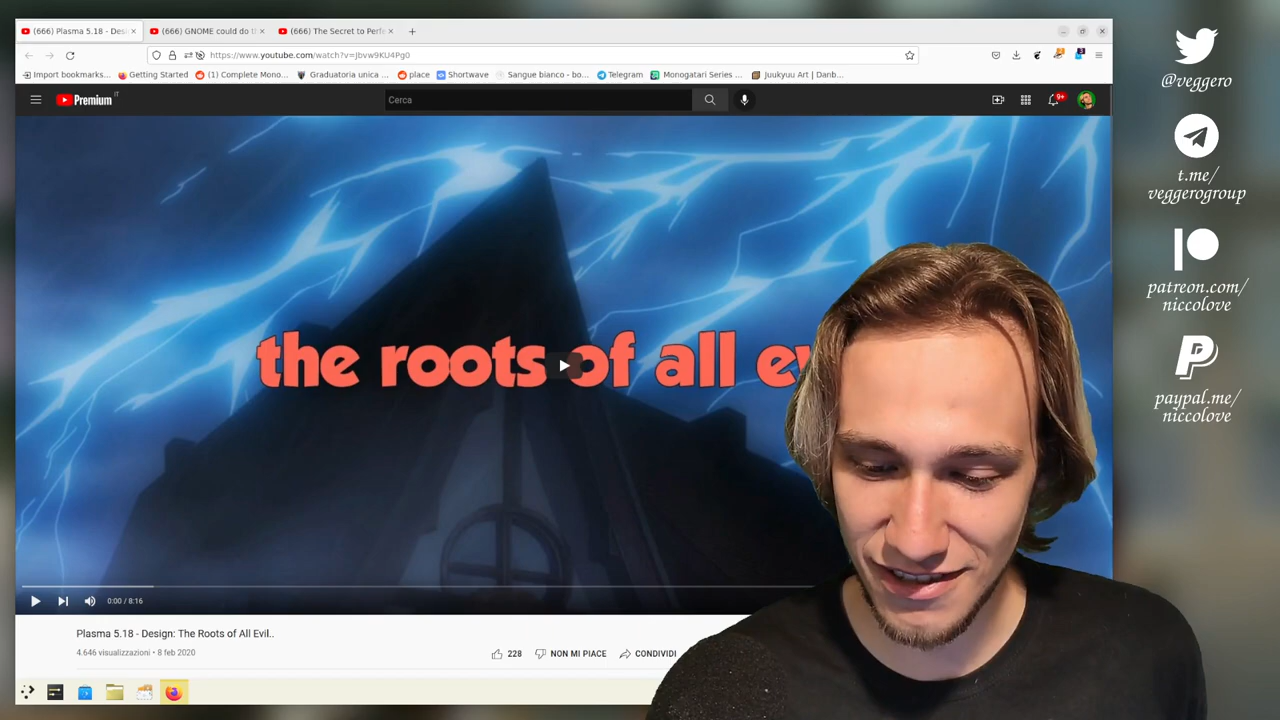 (666) Plasma 5.18 - Des
(666) GNOME could do t
(666) The Secret to Perf
https://www.youtube.com/watch?v=Jbvw9KU4Pg0
Import bookmarks...
Getting Started
(1) Complete Mono...
Graduatoria unica ...
place
Shortwave
Sangue bianco - bo...
Telegram
Monogatari Series ...
Juukyuu Art | Danb...
Premium IT
Cerca
9+
the roots of all ev
0:00 / 8:16
Plasma 5.18 - Design: The Roots of All Evil..
4.646 visualizzazioni • 8 feb 2020
228
NON MI PIACE
CONDIVIDI
@veggero
t.me/
veggerogroup
patreon.com/
niccolove
paypal.me/
niccolove